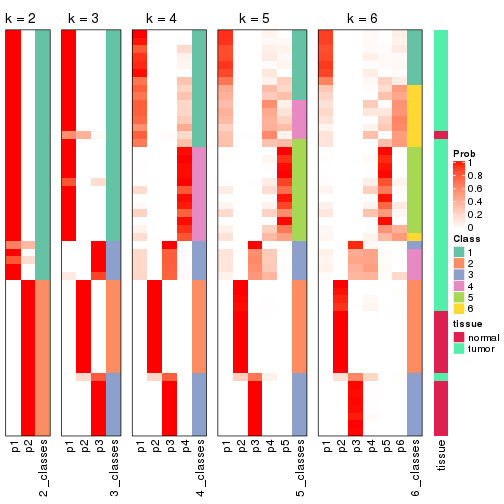 k = 2 k = 3 k = 4 k = 5 k = 6
Prob
1
0.8
0.6
0.4
0.2
0
Class
1
2
3
4
5
6
tissue
normal
tumor
p1 p2 2_classes p1 p2 p3 3_classes p1 p2 p3 p4 4_classes p1 p2 p3 p4 p5 5_classes p1 p2 p3 p4 p5 p6 6_classes tissue